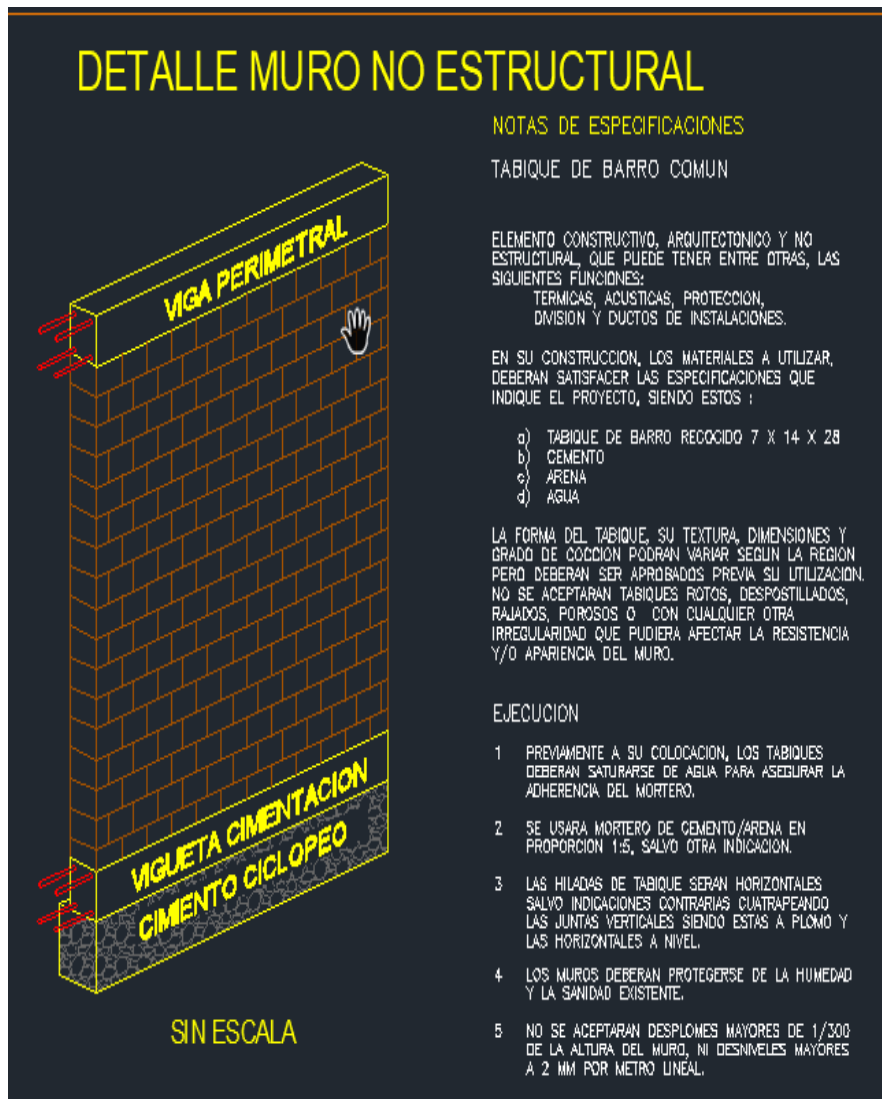 DETALLE MURO NO ESTRUCTURAL
NOTAS DE ESPECIFICACIONES
TABIQUE DE BARRO COMUN
ELEMENTO CONSTRUCTIVO, ARQUITECTONICO Y NO
ESTRUCTURAL, QUE PUEDE TENER ENTRE OTRAS, LAS
SIGUIENTES FUNCIONES:
TERMICAS, ACUSTICAS, PROTECCION,
DIVISION Y DUCTOS DE INSTALACIONES.
EN SU CONSTRUCCION, LOS MATERIALES A UTILIZAR,
DEBERAN SATISFACER LAS ESPECIFICACIONES QUE
INDIQUE EL PROYECTO, SIENDO ESTOS :
a) TABIQUE DE BARRO RECOCIDO 7 X 14 X 28
b) CEMENTO
c) ARENA
d) AGUA
LA FORMA DEL TABIQUE, SU TEXTURA, DIMENSIONES Y
GRADO DE COCCION PODRAN VARIAR SEGUN LA REGION
PERO DEBERAN SER APROBADOS PREVIA SU UTILIZACION.
NO SE ACEPTARAN TABIQUES ROTOS, DESPOSTILLADOS,
RAJADOS, POROSOS O CON CUALQUIER OTRA
IRREGULARIDAD QUE PUDIERA AFECTAR LA RESISTENCIA
Y/O APARIENCIA DEL MURO.
EJECUCION
1 PREVIAMENTE A SU COLOCACION, LOS TABIQUES
DEBERAN SATURARSE DE AGUA PARA ASEGURAR LA
ADHERENCIA DEL MORTERO.
2 SE USARA MORTERO DE CEMENTO/ARENA EN
PROPORCION 1:5, SALVO OTRA INDICACION.
3 LAS HILADAS DE TABIQUE SERAN HORIZONTALES
SALVO INDICACIONES CONTRARIAS CUATRAPEANDO
LAS JUNTAS VERTICALES SIENDO ESTAS A PLOMO Y
LAS HORIZONTALES A NIVEL.
4 LOS MUROS DEBERAN PROTEGERSE DE LA HUMEDAD
Y LA SANIDAD EXISTENTE.
5 NO SE ACEPTARAN DESPLOMES MAYORES DE 1/300
DE LA ALTURA DEL MURO, NI DESNIVELES MAYORES
A 2 MM POR METRO LINEAL.
VIGA PERIMETRAL
VIGUETA CIMENTACION
CIMIENTO CICLOPEO
SIN ESCALA